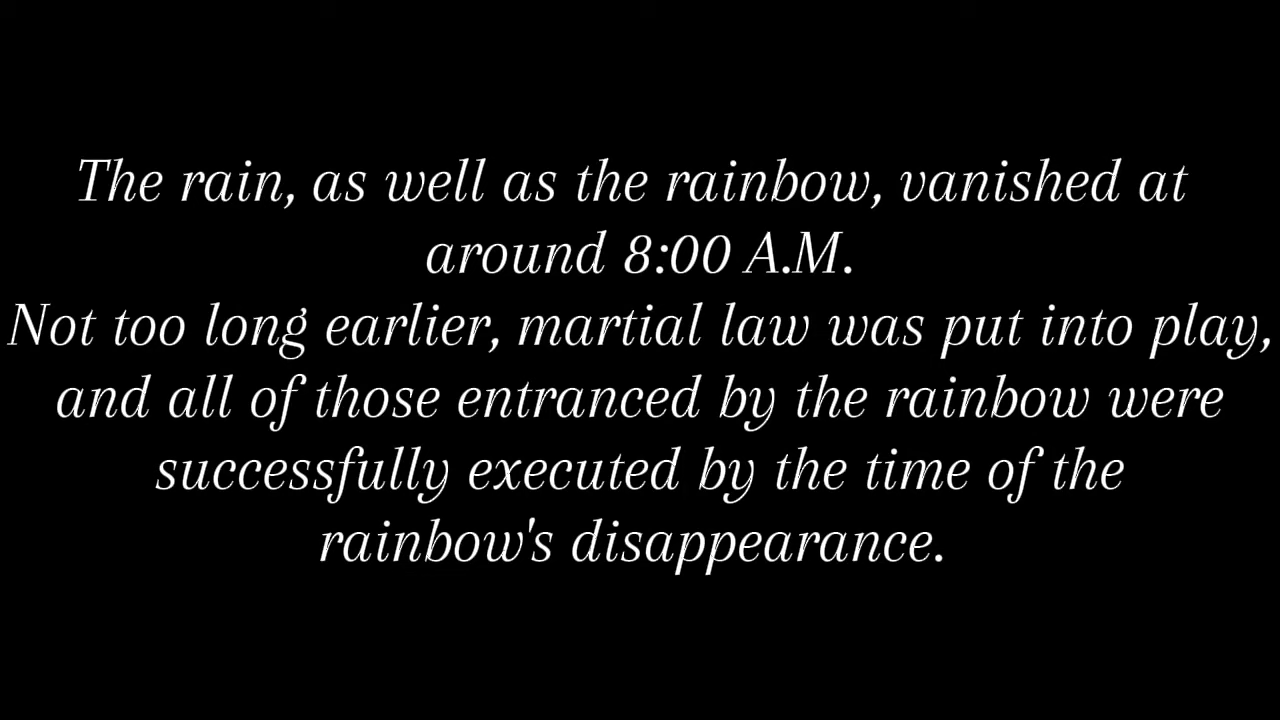 The rain, as well as the rainbow, vanished at
around 8:00 A.M.
Not too long earlier, martial law was put into play,
and all of those entranced by the rainbow were
successfully executed by the time of the
rainbow's disappearance.